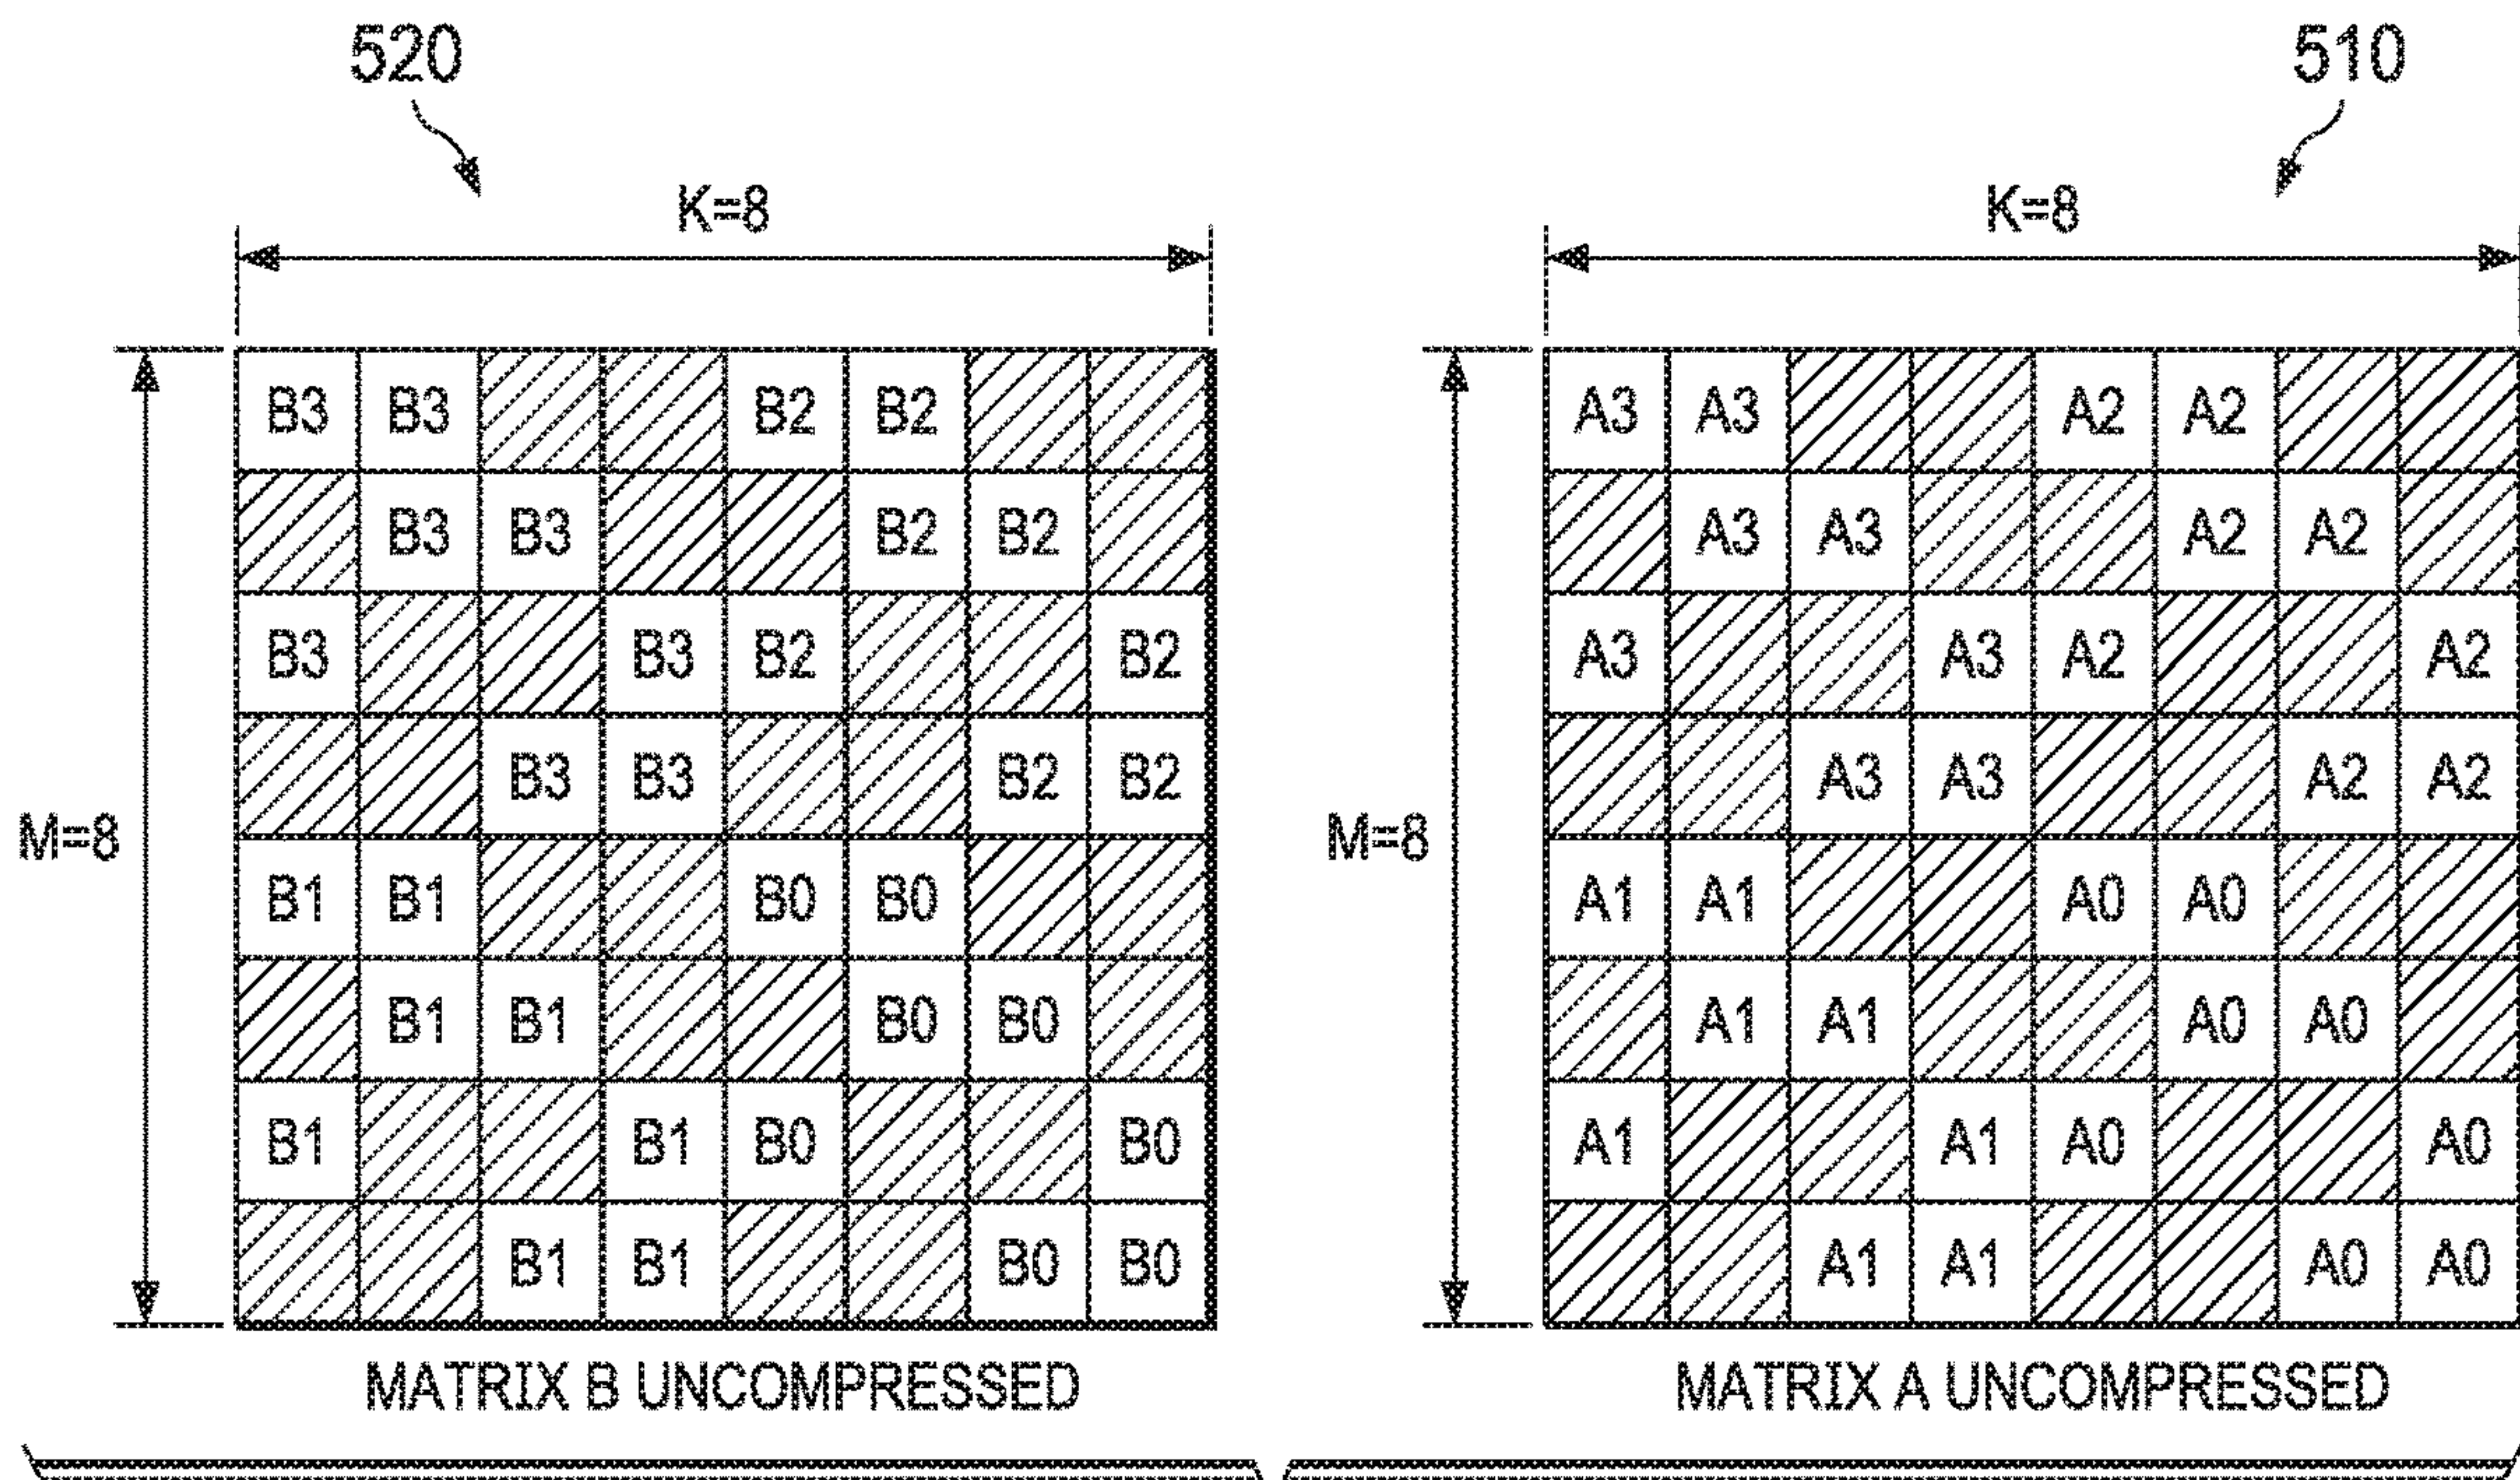 520
510
K=8
K=8
B3 B3 B2 B2
A3 A3 A2 A2
B3 B3 B2 B2
A3 A3 A2 A2
B3 B3 B2 B2
A3 A3 A2 A2
B3 B3 B2 B2
A3 A3 A2 A2
M=8
M=8
B1 B1 B0 B0
A1 A1 A0 A0
B1 B1 B0 B0
A1 A1 A0 A0
B1 B1 B0 B0
A1 A1 A0 A0
B1 B1 B0 B0
A1 A1 A0 A0
MATRIX B UNCOMPRESSED
MATRIX A UNCOMPRESSED